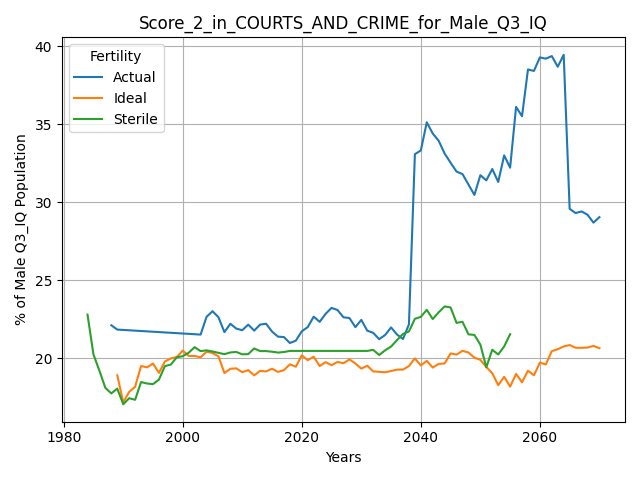 Score_2_in_COURTS_AND_CRIME_for_Male_Q3_IQ
Fertility
Actual
Ideal
Sterile
% of Male Q3_IQ Population
40
35
30
25
20
1980
2000
2020
2040
2060
Years